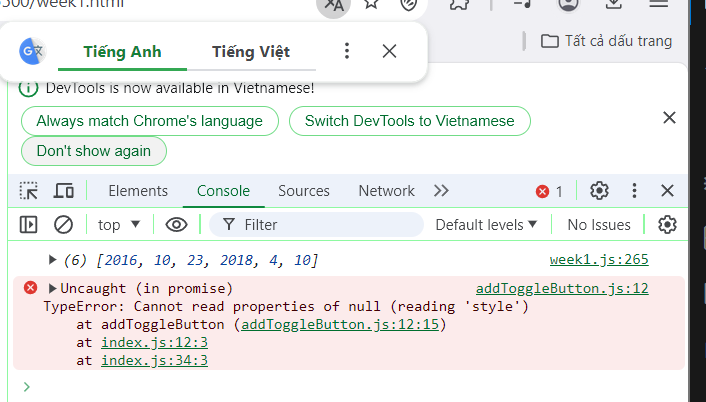 500/week1.html
Tiếng Anh Tiếng Việt
Tất cả dấu trang
DevTools is now available in Vietnamese!
Always match Chrome's language Switch DevTools to Vietnamese
Don't show again
Elements Console Sources Network 1
top Filter Default levels No Issues
(6) [2016, 10, 23, 2018, 4, 10] week1.js:265
Uncaught (in promise) addToggleButton.js:12
TypeError: Cannot read properties of null (reading 'style')
at addToggleButton (addToggleButton.js:12:15)
at index.js:12:3
at index.js:34:3